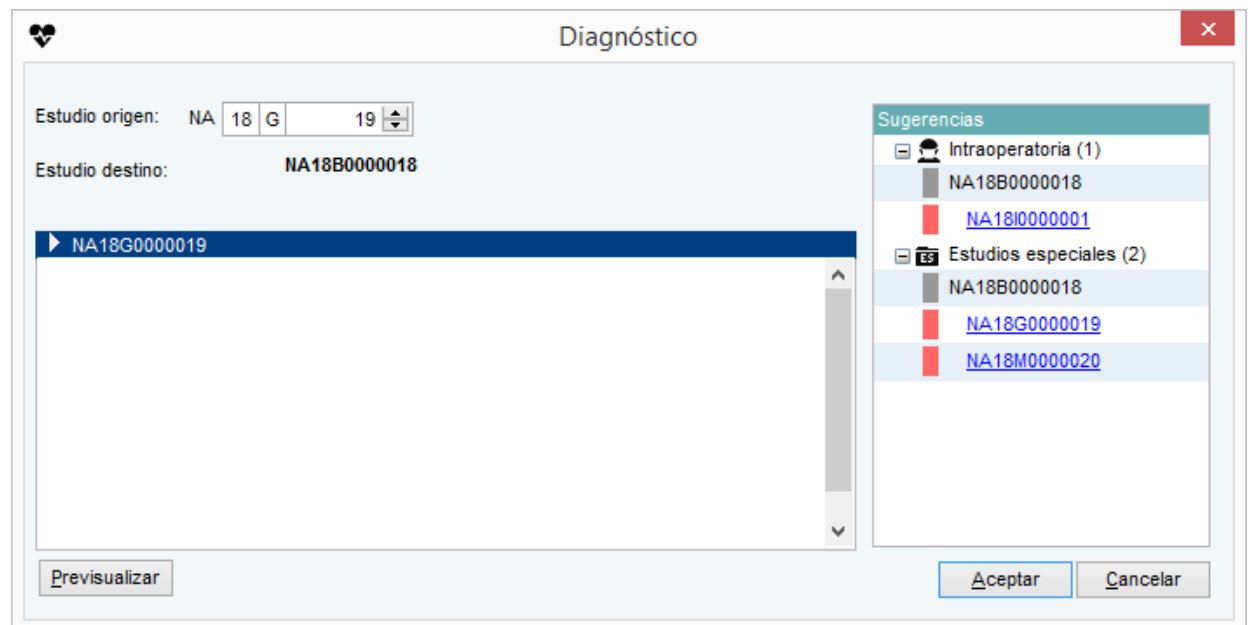 Diagnóstico
Estudio origen: NA 18 G 19
Estudio destino: NA18B0000018
NA18G0000019
Previsualizar
Sugerencias
Intraoperatoria (1)
NA18B0000018
NA18I0000001
ES Estudios especiales (2)
NA18B0000018
NA18G0000019
NA18M0000020
Aceptar Cancelar